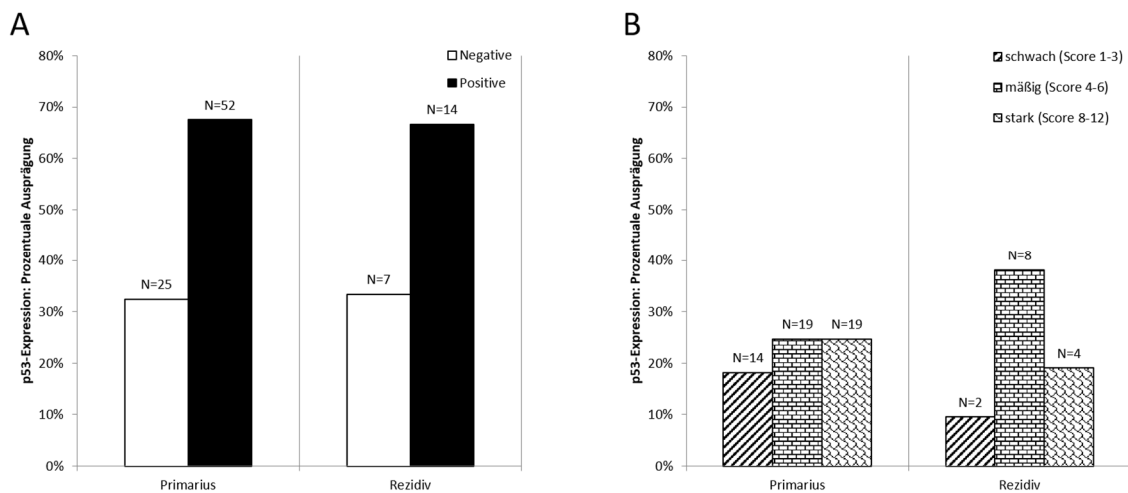 A
p53-Expression: Prozentuale Ausprägung
80%
70%
60%
50%
40%
30%
20%
10%
0%
Negative
Positive
N=52
N=14
N=25
N=7
Primarius
Rezidiv
B
p53-Expression: Prozentuale Ausprägung
80%
70%
60%
50%
40%
30%
20%
10%
0%
schwach (Score 1-3)
mäßig (Score 4-6)
stark (Score 8-12)
N=8
N=19
N=19
N=14
N=4
N=2
Primarius
Rezidiv